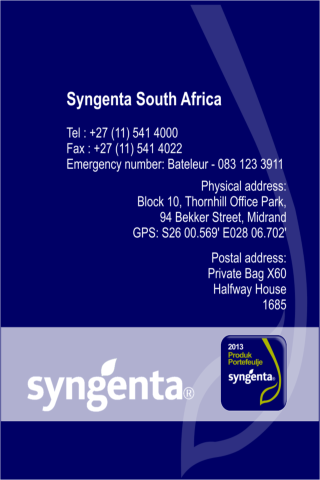 Syngenta South Africa
Tel : +27 (11) 541 4000
Fax : +27 (11) 541 4022
Emergency number: Bateleur - 083 123 3911
Physical address:
Block 10, Thornhill Office Park,
94 Bekker Street, Midrand
GPS: S26 00.569' E028 06.702'
Postal address:
Private Bag X60
Halfway House
1685
syngenta®
2013
Produk
Portefeulje
syngenta®